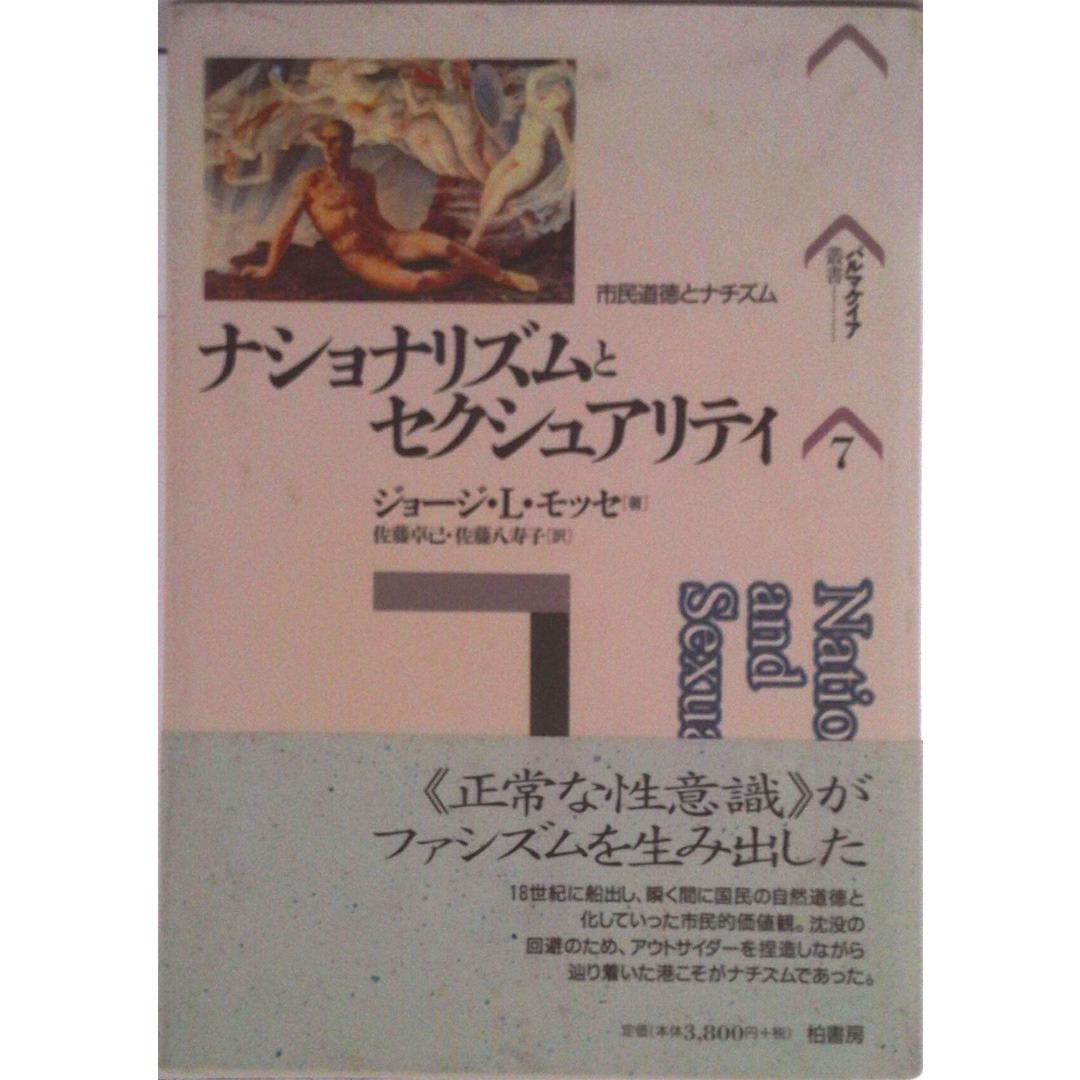 市民道徳とナチズム
ナショナリズムと
セクシュアリティ
ジョージ・L・モッセ[著]
佐藤卓己・佐藤八寿子[訳]
パルマケイア
叢書
7
Natio
and
Sexua
《正常な性意識》が
ファシズムを生み出した
18世紀に船出し、瞬く間に国民の自然道徳と
化していった市民的価値観。沈没の
回避のため、アウトサイダーを捏造しながら
辿り着いた港こそがナチズムであった。
定価(本体3,800円+税) 柏書房